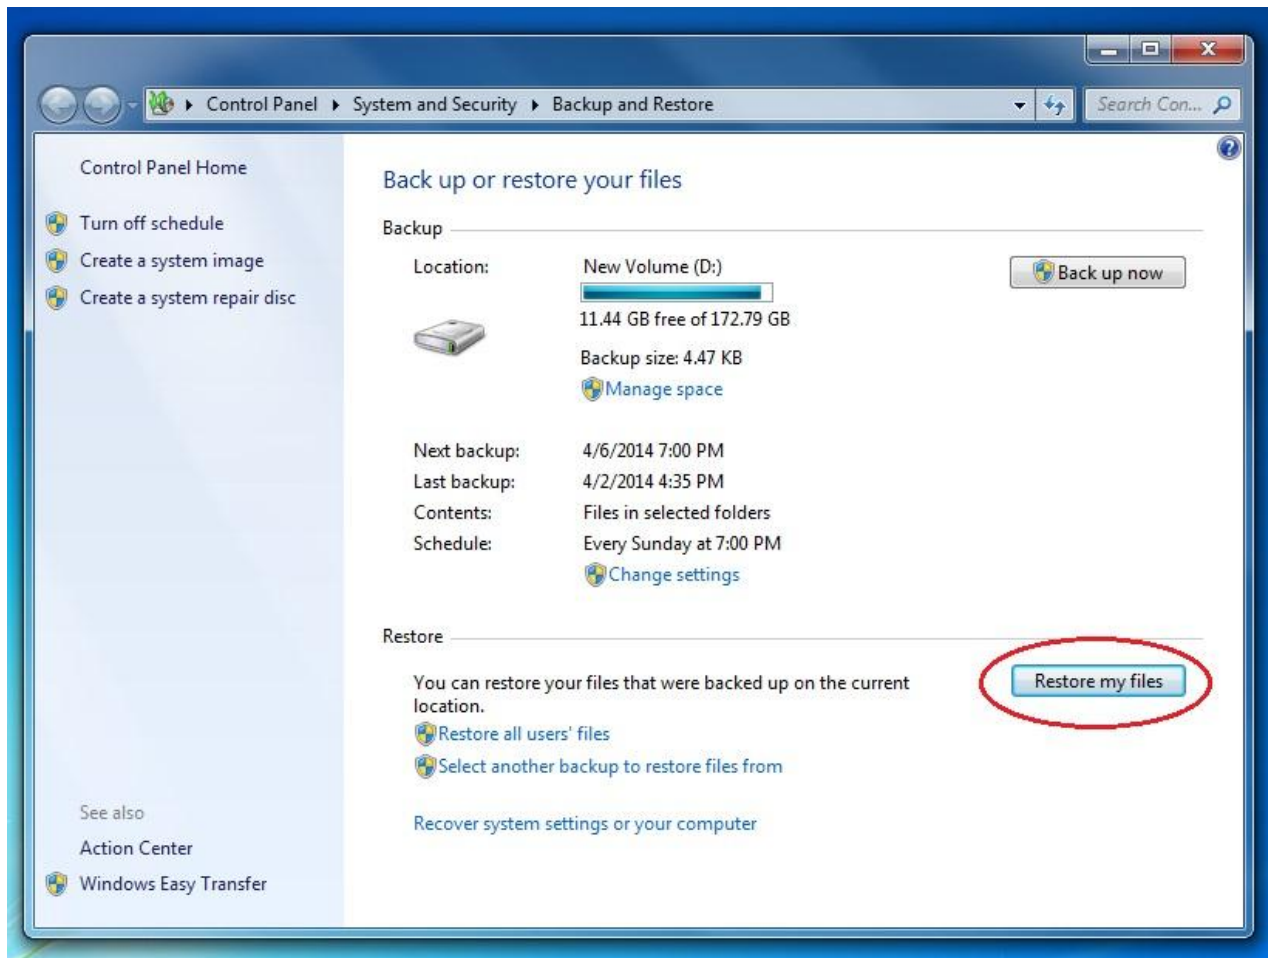 Control Panel ▸ System and Security ▸ Backup and Restore
Search Con...
Control Panel Home
Turn off schedule
Create a system image
Create a system repair disc
See also
Action Center
Windows Easy Transfer
Back up or restore your files
Backup
Location: New Volume (D:)
Back up now
11.44 GB free of 172.79 GB
Backup size: 4.47 KB
Manage space
Next backup: 4/6/2014 7:00 PM
Last backup: 4/2/2014 4:35 PM
Contents: Files in selected folders
Schedule: Every Sunday at 7:00 PM
Change settings
Restore
You can restore your files that were backed up on the current
location.
Restore my files
Restore all users' files
Select another backup to restore files from
Recover system settings or your computer